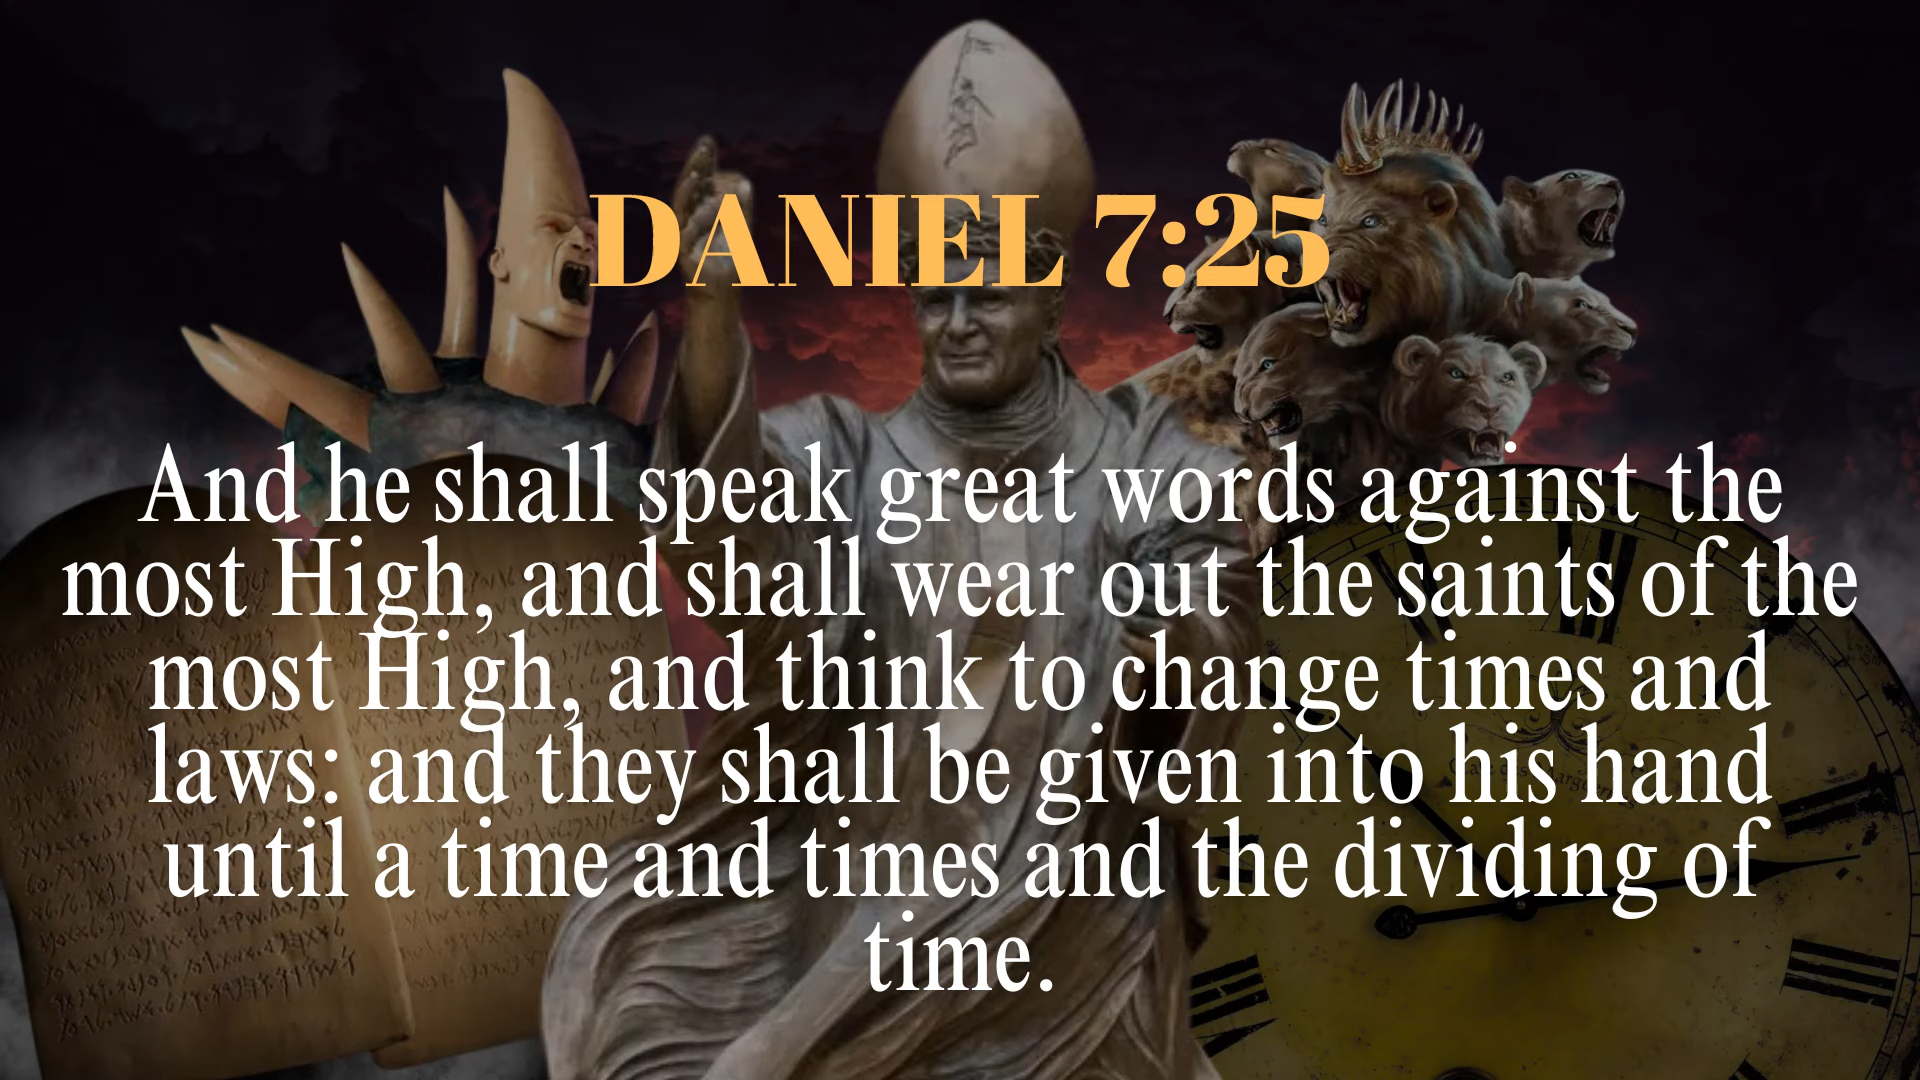 DANIEL 7:25
And he shall speak great words against the
most High, and shall wear out the saints of the
most High, and think to change times and
laws: and they shall be given into his hand
until a time and times and the dividing of
time.